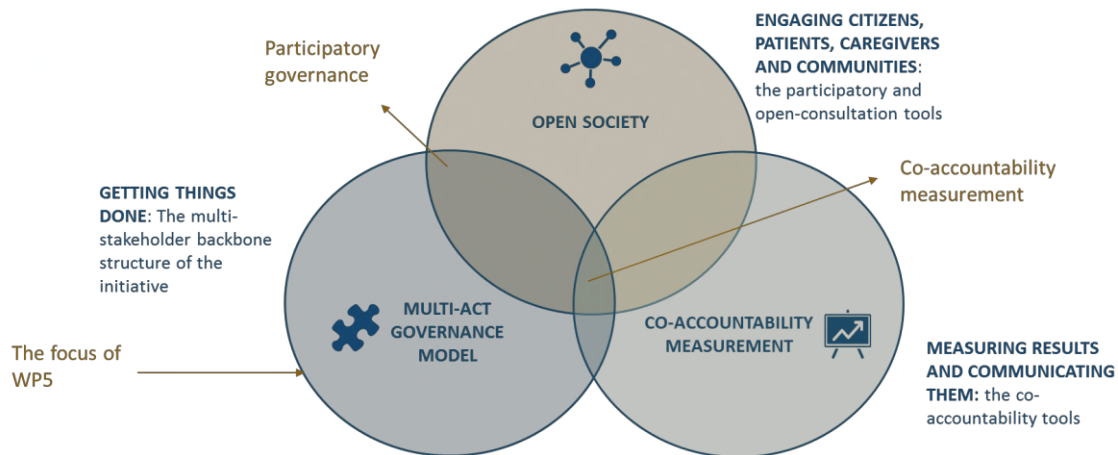 ENGAGING CITIZENS,
PATIENTS, CAREGIVERS
AND COMMUNITIES:
the participatory and
open-consultation tools
Participatory
governance
OPEN SOCIETY
Co-accountability
measurement
GETTING THINGS
DONE: The multi-
stakeholder backbone
structure of the
initiative
MULTI-ACT
GOVERNANCE
MODEL
CO-ACCOUNTABILITY
MEASUREMENT
The focus of
WP5
MEASURING RESULTS
AND COMMUNICATING
THEM: the co-
accountability tools